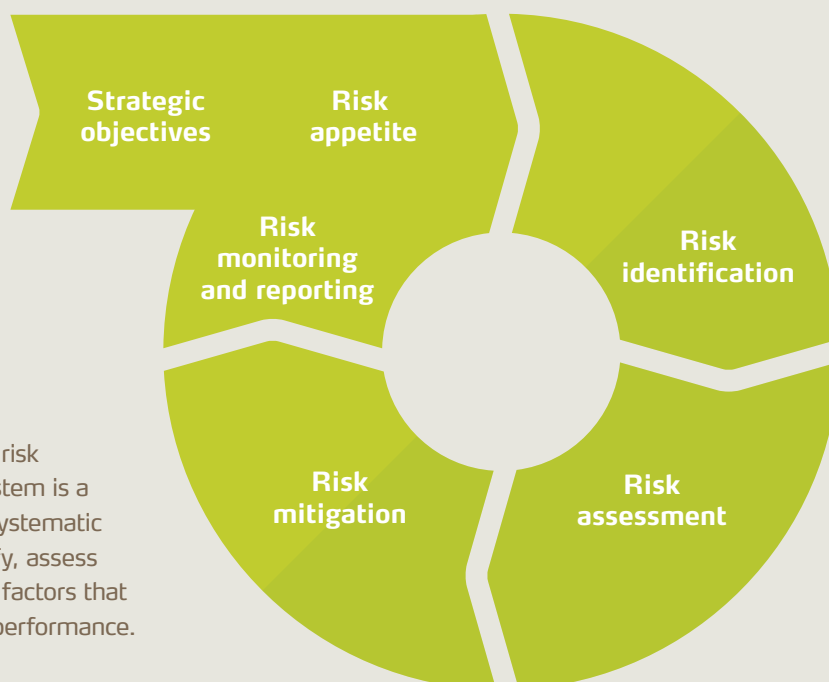 Strategic
objectives
Risk
appetite
Risk
monitoring
and reporting
Risk
identification
Risk
mitigation
Risk
assessment
risk
stem is a
ystematic
y, assess
factors that
performance.